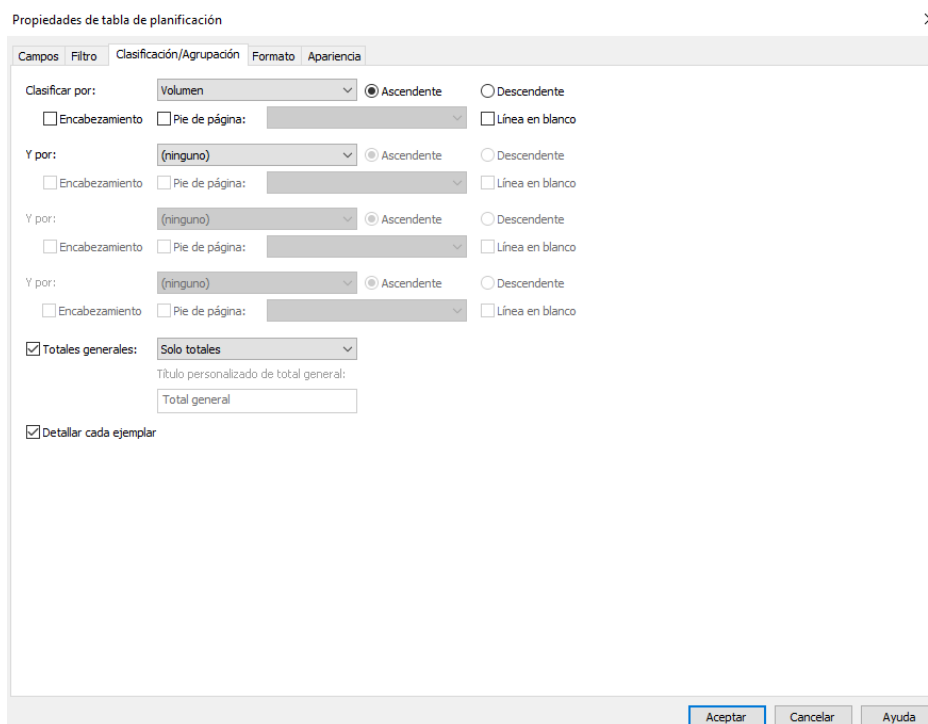 Propiedades de tabla de planificación
Campos Filtro Clasificación/Agrupación Formato Apariencia
Clasificar por: Volumen Ascendente Descendente
Encabezamiento Pie de página: Línea en blanco
Y por: (ninguno) Ascendente Descendente
Encabezamiento Pie de página: Línea en blanco
Y por: (ninguno) Ascendente Descendente
Encabezamiento Pie de página: Línea en blanco
Y por: (ninguno) Ascendente Descendente
Encabezamiento Pie de página: Línea en blanco
Totales generales: Solo totales
Título personalizado de total general:
Total general
Detallar cada ejemplar
Aceptar Cancelar Ayuda